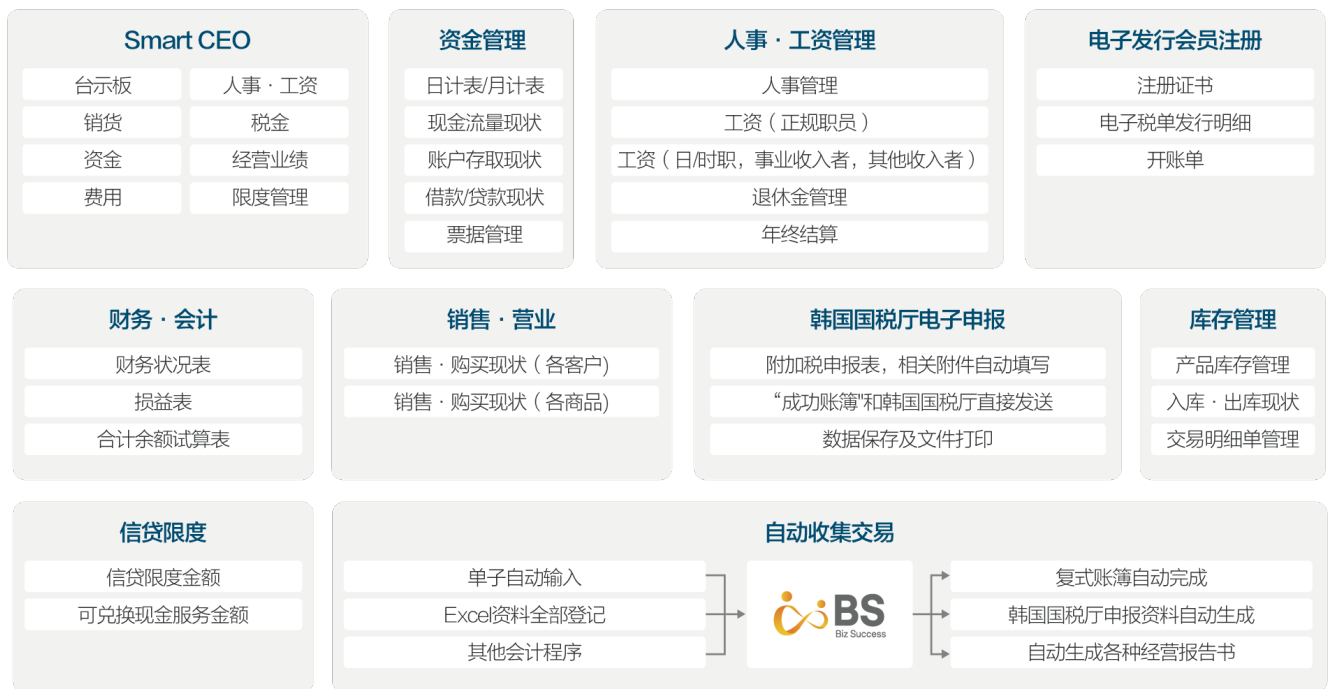 Smart CEO
台示板
人事 · 工资
销货
税金
资金
经营业绩
费用
限度管理
资金管理
日计表/月计表
现金流量现状
账户存取现状
借款/贷款现状
票据管理
人事 · 工资管理
人事管理
工资（正规职员）
工资（日/时职，事业收入者，其他收入者）
退休金管理
年终结算
电子发行会员注册
注册证书
电子税单发行明细
开账单
财务 · 会计
财务状况表
损益表
合计余额试算表
销售 · 营业
销售 · 购买现状（各客户)
销售 · 购买现状（各商品)
韩国国税厅电子申报
附加税申报表，相关附件自动填写
“成功账簿"和韩国国税厅直接发送
数据保存及文件打印
库存管理
产品库存管理
入库 · 出库现状
交易明细单管理
信贷限度
信贷限度金额
可兑换现金服务金额
自动收集交易
单子自动输入
Excel资料全部登记
其他会计程序
BS
Biz Success
复式账簿自动完成
韩国国税厅申报资料自动生成
自动生成各种经营报告书